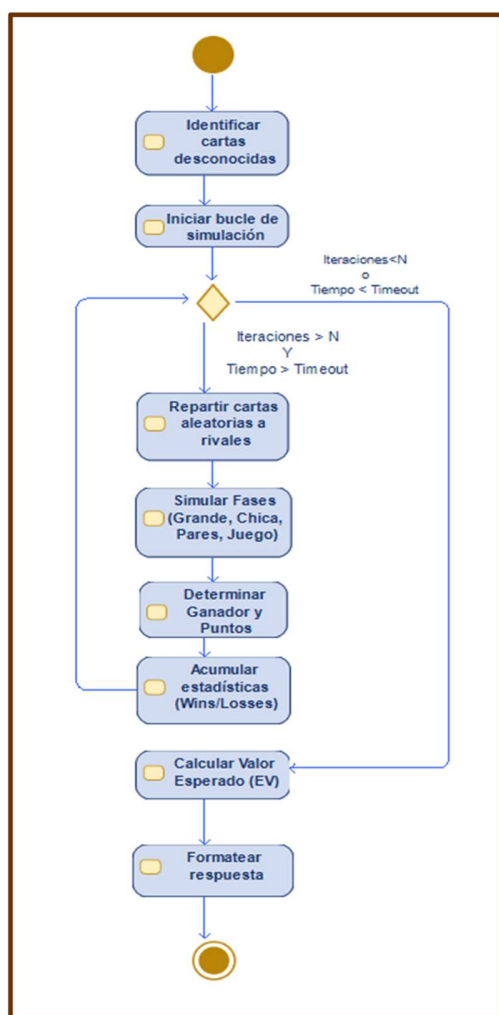 Identificar
cartas
desconocidas
Iniciar bucle de
simulación
Iteraciones<N
o
Tiempo < Timeout
Iteraciones > N
Y
Tiempo > Timeout
Repartir cartas
aleatorias a
rivales
Simular Fases
(Grande, Chica,
Pares, Juego)
Determinar
Ganador y
Puntos
Acumular
estadísticas
(Wins/Losses)
Calcular Valor
Esperado (EV)
Formatear
respuesta